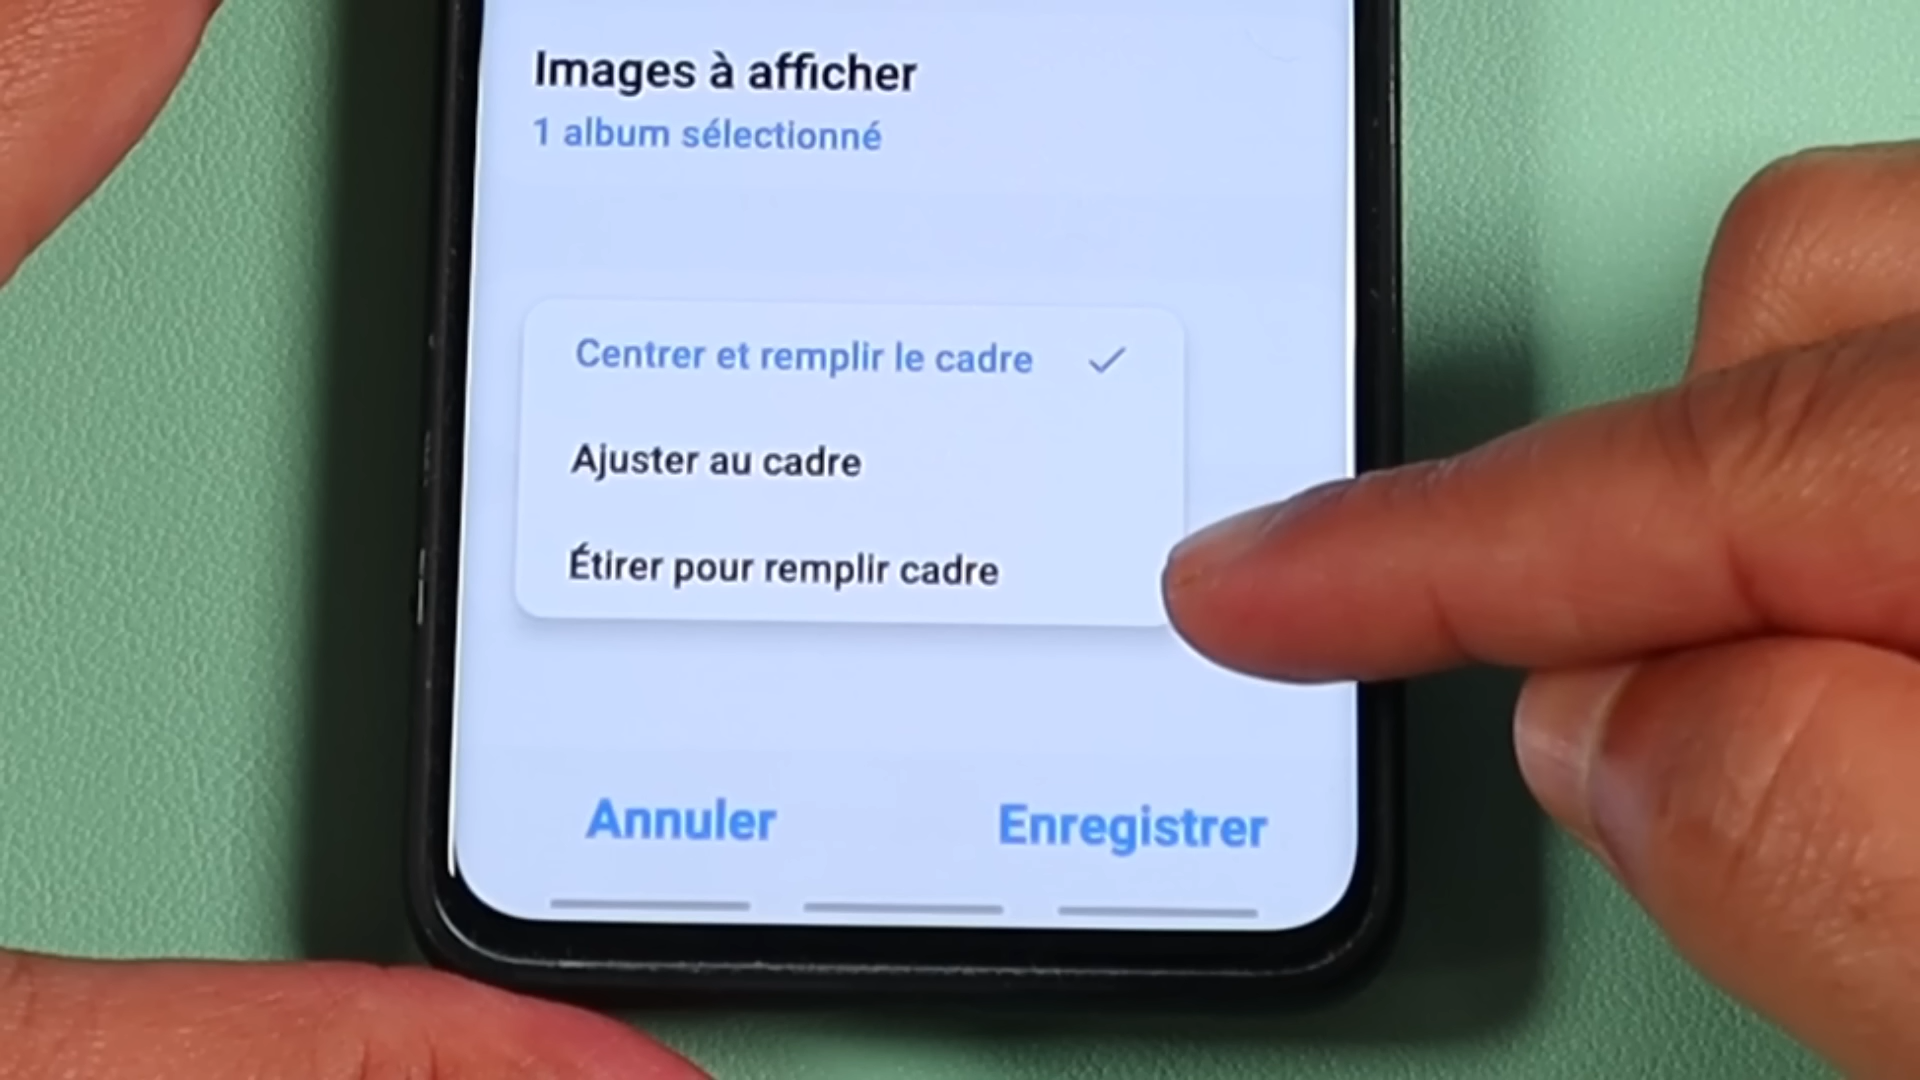 Images à afficher
1 album sélectionné
Centrer et remplir le cadre
Ajuster au cadre
Étirer pour remplir cadre
Annuler
Enregistrer